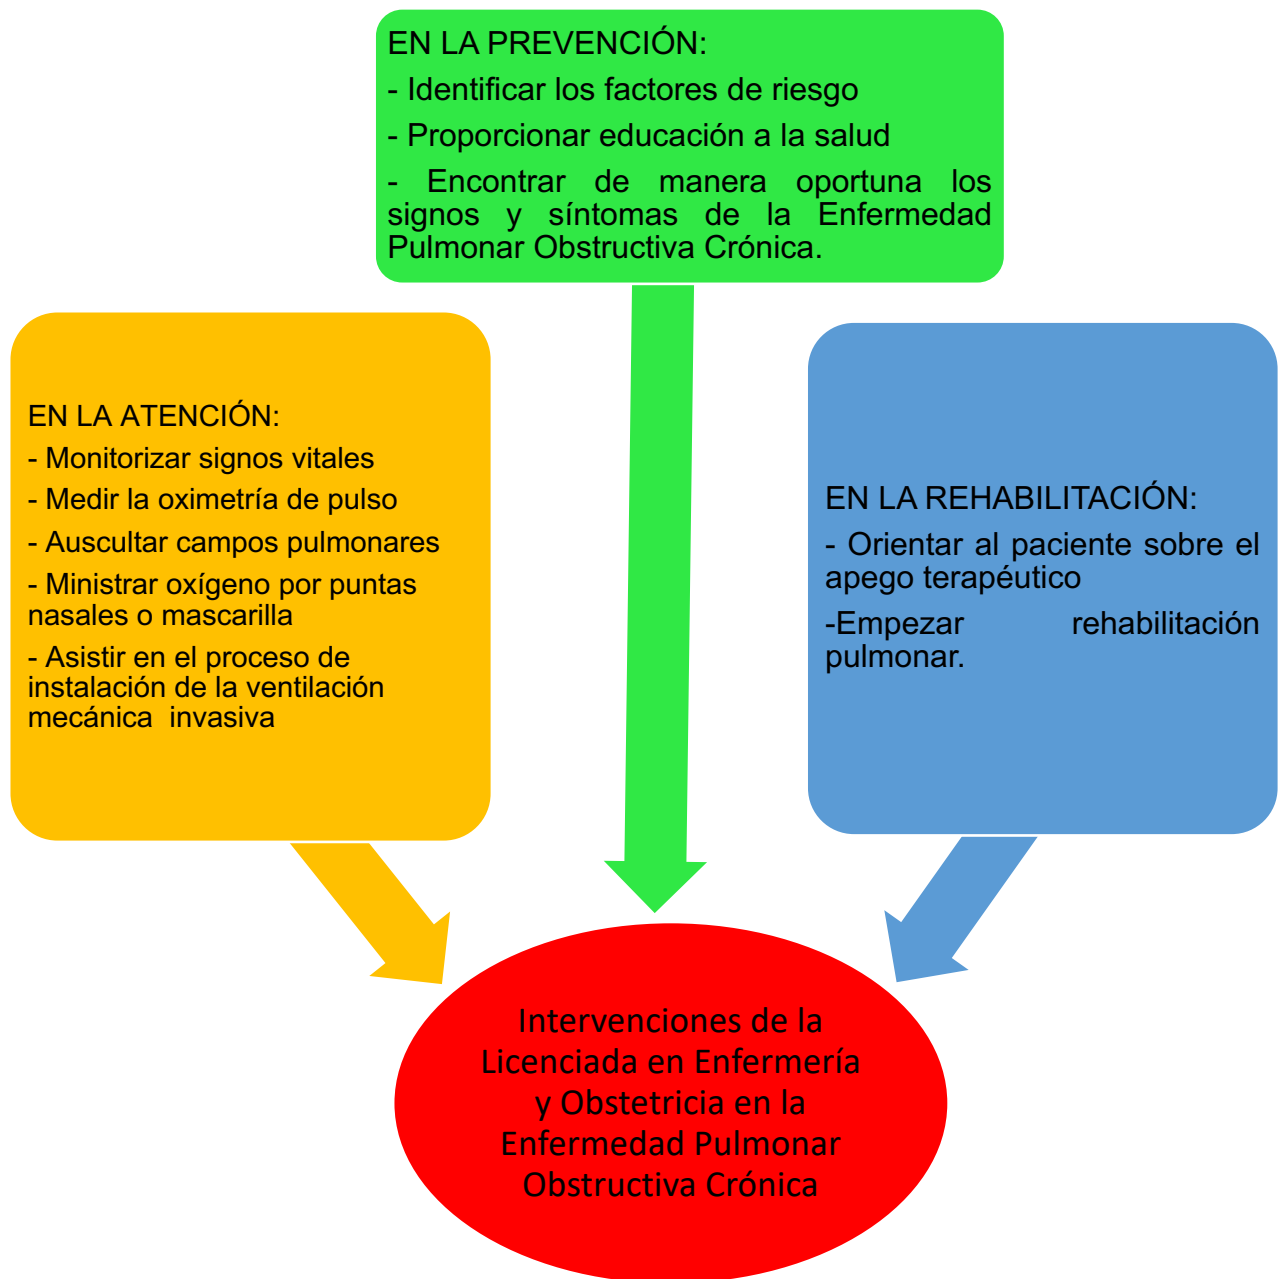 EN LA PREVENCIÓN:
- Identificar los factores de riesgo
- Proporcionar educación a la salud
- Encontrar de manera oportuna los
signos y síntomas de la Enfermedad
Pulmonar Obstructiva Crónica.
EN LA ATENCIÓN:
- Monitorizar signos vitales
- Medir la oximetría de pulso
- Auscultar campos pulmonares
- Ministrar oxígeno por puntas
nasales o mascarilla
- Asistir en el proceso de
instalación de la ventilación
mecánica  invasiva
EN LA REHABILITACIÓN:
- Orientar al paciente sobre el
apego terapéutico
-Empezar rehabilitación
pulmonar.
Intervenciones de la
Licenciada en Enfermería
y Obstetricia en la
Enfermedad Pulmonar
Obstructiva Crónica